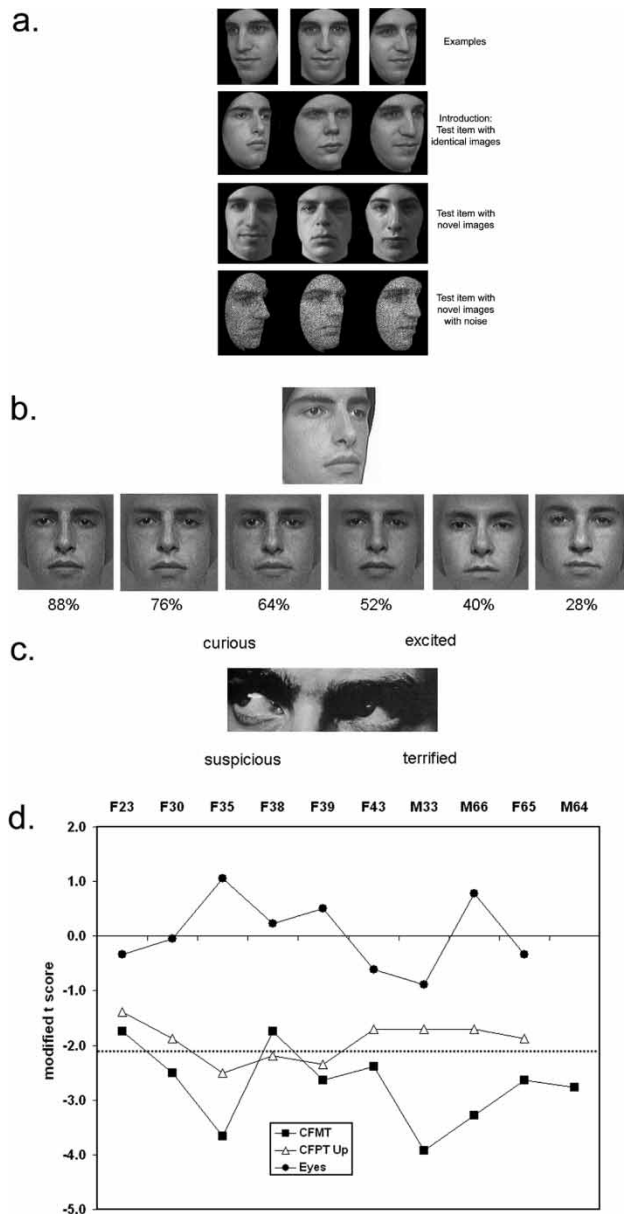 a.
Examples
Introduction:
Test item with
identical images
Test item with
novel images
Test item with
novel images
with noise
b.
88% 76% 64% 52% 40% 28%
c.
curious excited
suspicious terrified
d.
F23 F30 F35 F38 F39 F43 M33 M66 F65 M64
2.0
1.0
0.0
-1.0
-2.0
-3.0
-4.0
-5.0
modified t score
CFMT
CFPT Up
Eyes